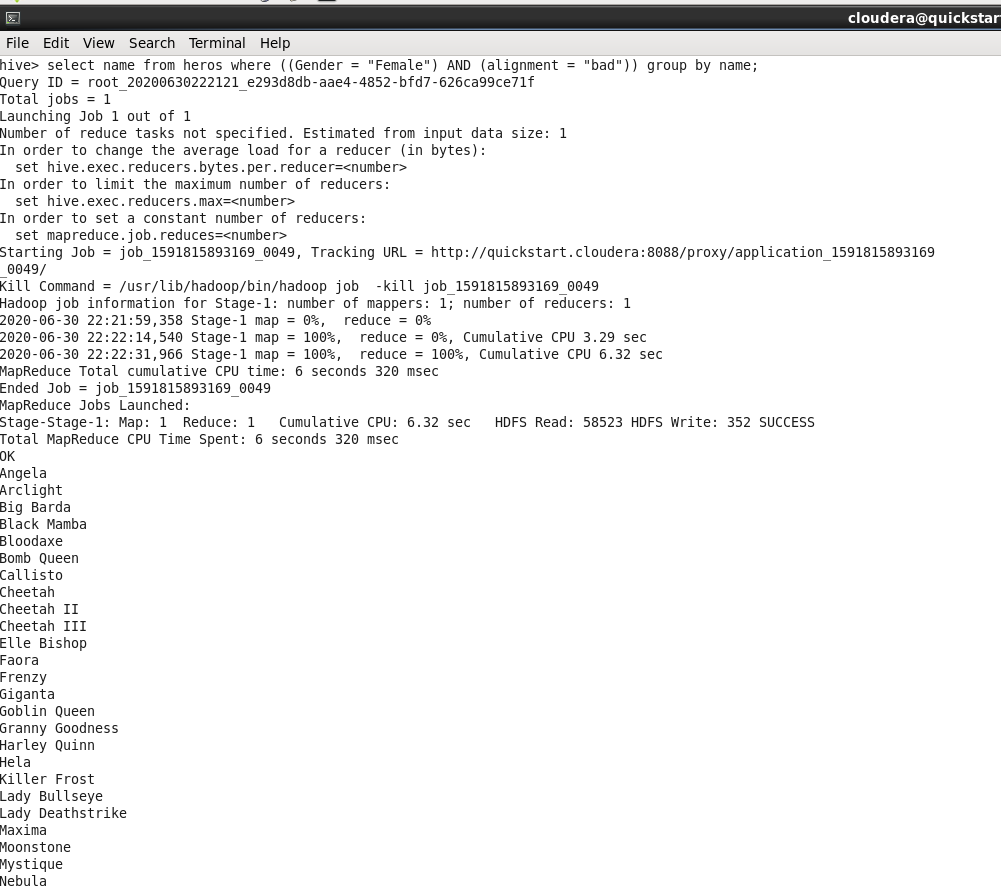 cloudera@quickstar
File Edit View Search Terminal Help
hive> select name from heros where ((Gender = "Female") AND (alignment = "bad")) group by name;
Query ID = root_20200630222121_e293d8db-aae4-4852-bfd7-626ca99ce71f
Total jobs = 1
Launching Job 1 out of 1
Number of reduce tasks not specified. Estimated from input data size: 1
In order to change the average load for a reducer (in bytes):
  set hive.exec.reducers.bytes.per.reducer=<number>
In order to limit the maximum number of reducers:
  set hive.exec.reducers.max=<number>
In order to set a constant number of reducers:
  set mapreduce.job.reduces=<number>
Starting Job = job_1591815893169_0049, Tracking URL = http://quickstart.cloudera:8088/proxy/application_1591815893169
_0049/
Kill Command = /usr/lib/hadoop/bin/hadoop job  -kill job_1591815893169_0049
Hadoop job information for Stage-1: number of mappers: 1; number of reducers: 1
2020-06-30 22:21:59,358 Stage-1 map = 0%,  reduce = 0%
2020-06-30 22:22:14,540 Stage-1 map = 100%,  reduce = 0%, Cumulative CPU 3.29 sec
2020-06-30 22:22:31,966 Stage-1 map = 100%,  reduce = 100%, Cumulative CPU 6.32 sec
MapReduce Total cumulative CPU time: 6 seconds 320 msec
Ended Job = job_1591815893169_0049
MapReduce Jobs Launched:
Stage-Stage-1: Map: 1  Reduce: 1   Cumulative CPU: 6.32 sec   HDFS Read: 58523 HDFS Write: 352 SUCCESS
Total MapReduce CPU Time Spent: 6 seconds 320 msec
OK
Angela
Arclight
Big Barda
Black Mamba
Bloodaxe
Bomb Queen
Callisto
Cheetah
Cheetah II
Cheetah III
Elle Bishop
Faora
Frenzy
Giganta
Goblin Queen
Granny Goodness
Harley Quinn
Hela
Killer Frost
Lady Bullseye
Lady Deathstrike
Maxima
Moonstone
Mystique
Nebula